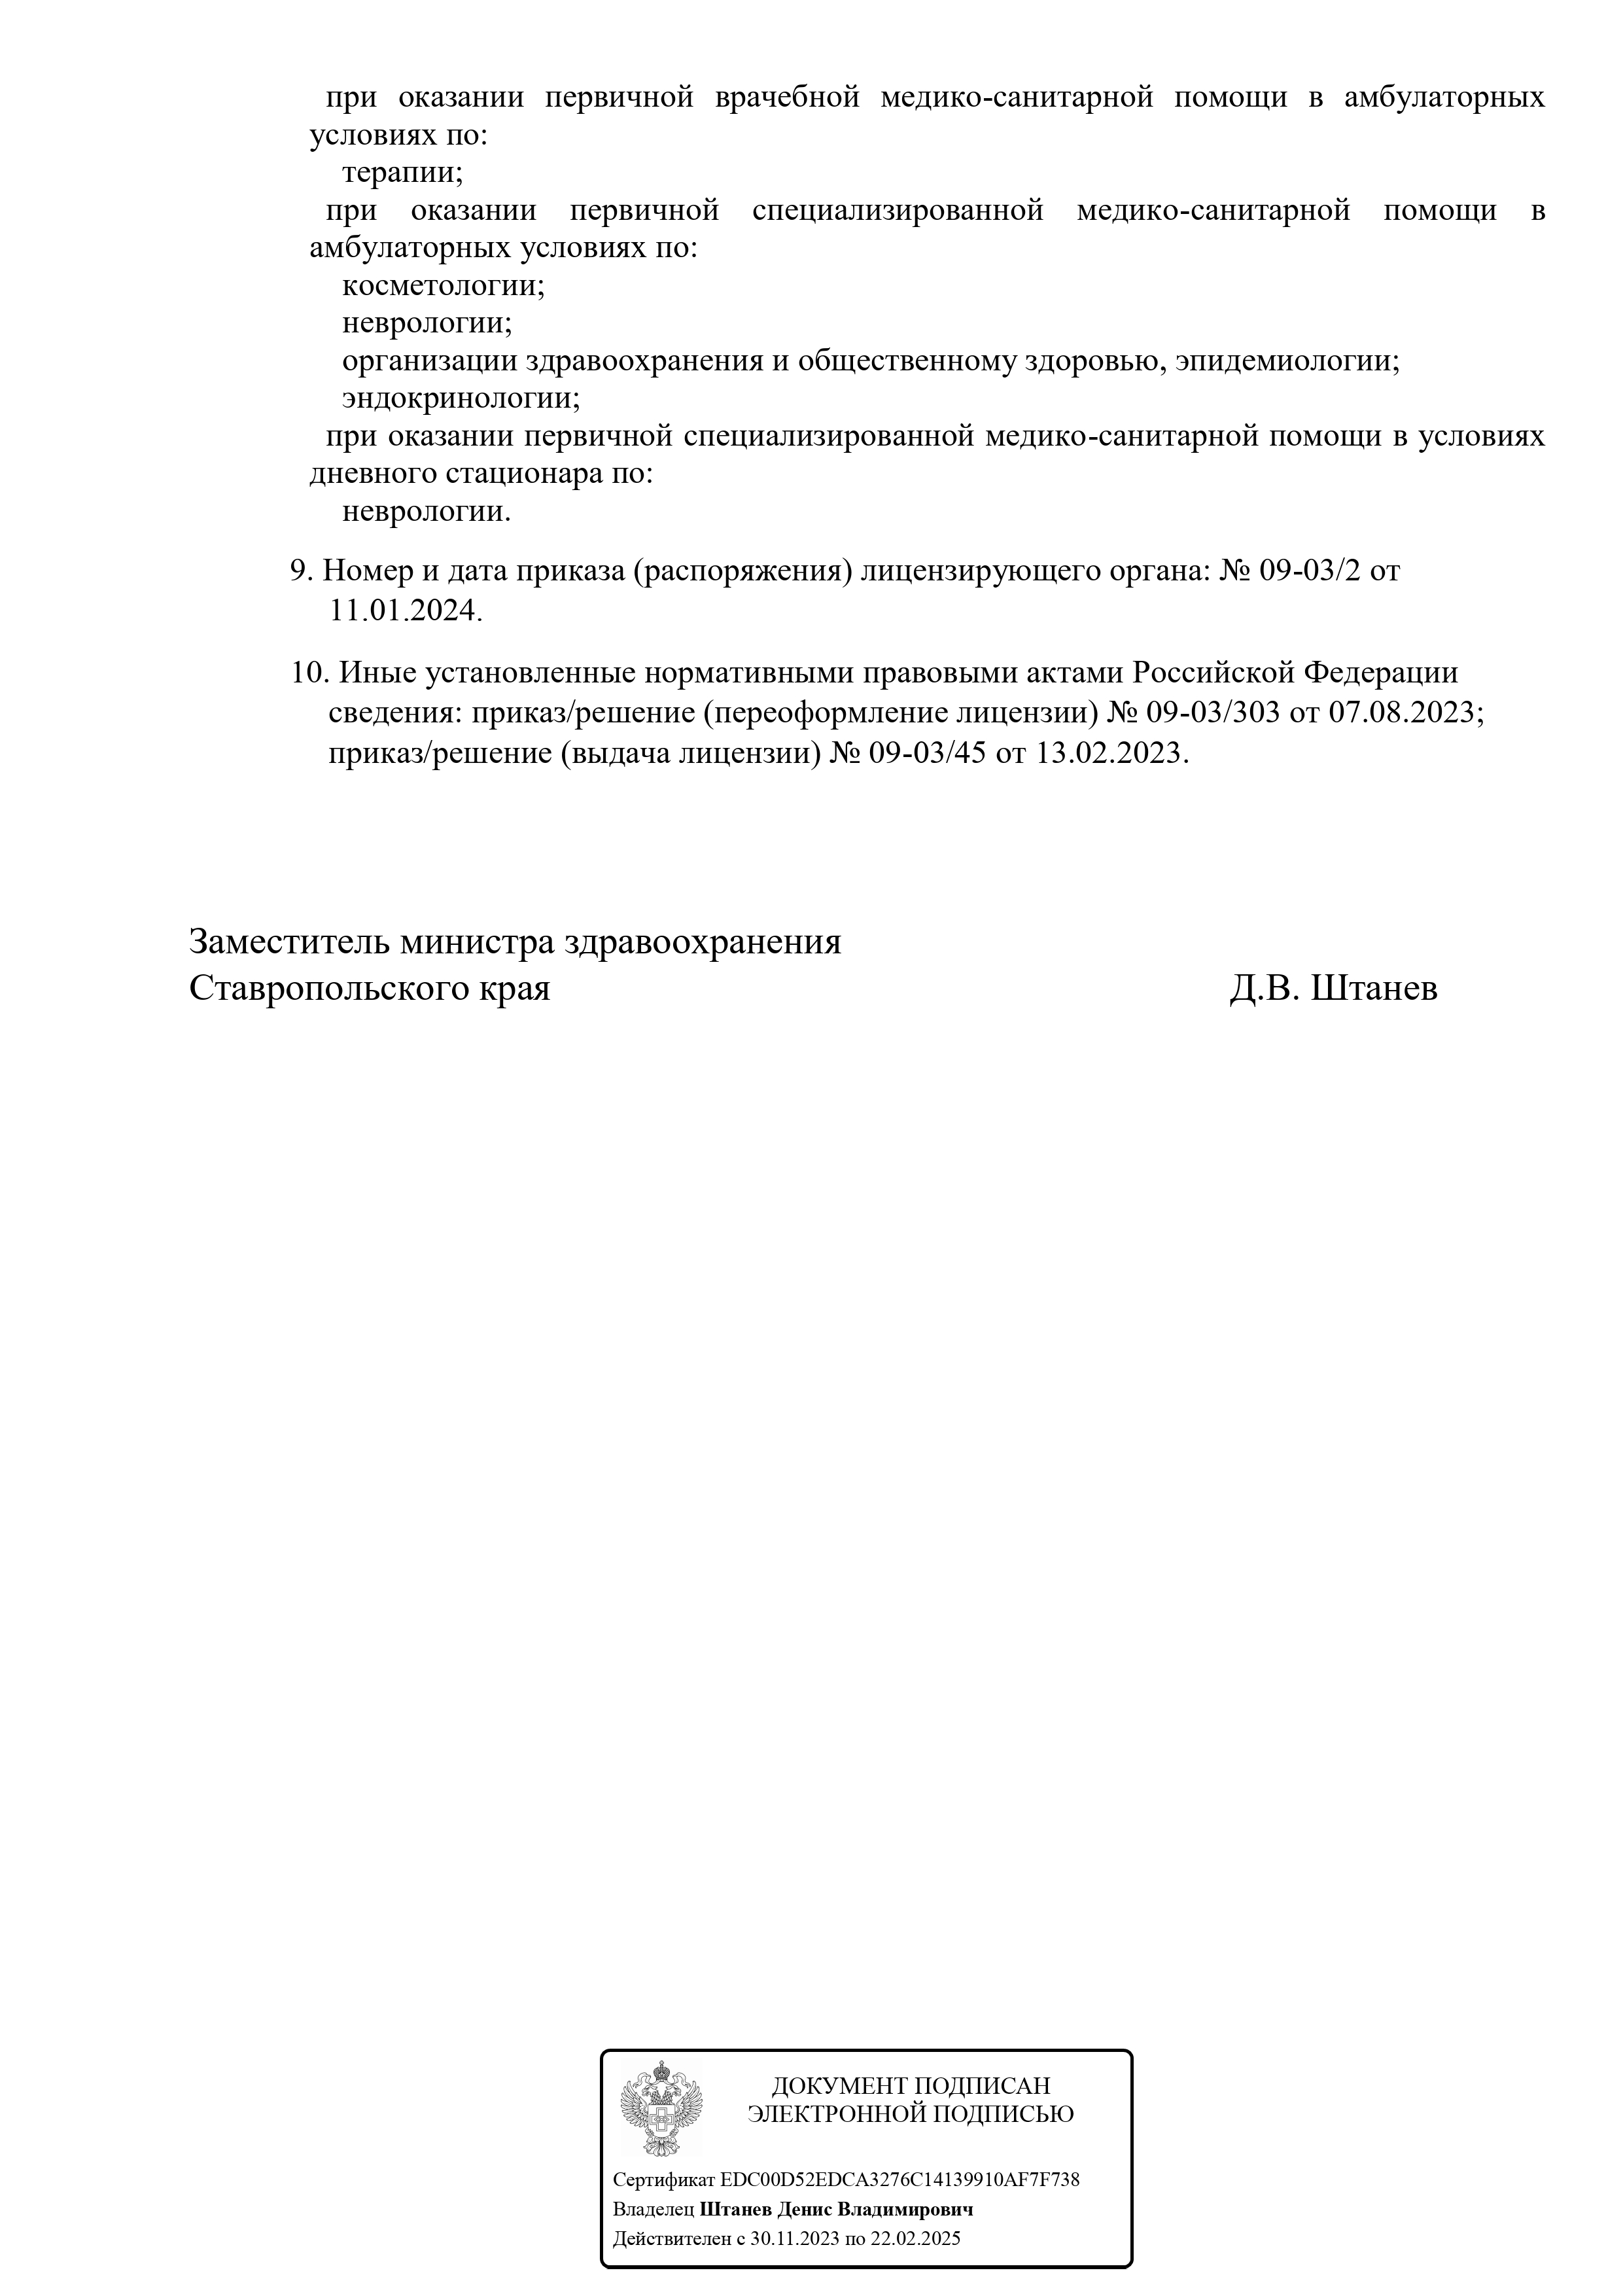 при оказании первичной врачебной медико-санитарной помощи в амбулаторных
условиях по:
терапии;
при оказании первичной специализированной медико-санитарной помощи в
амбулаторных условиях по:
косметологии;
неврологии;
организации здравоохранения и общественному здоровью, эпидемиологии;
эндокринологии;
при оказании первичной специализированной медико-санитарной помощи в условиях
дневного стационара по:
неврологии.
9. Номер и дата приказа (распоряжения) лицензирующего органа: № 09-03/2 от
11.01.2024.
10. Иные установленные нормативными правовыми актами Российской Федерации
сведения: приказ/решение (переоформление лицензии) № 09-03/303 от 07.08.2023;
приказ/решение (выдача лицензии) № 09-03/45 от 13.02.2023.
Заместитель министра здравоохранения
Ставропольского края Д.В. Штанев
ДОКУМЕНТ ПОДПИСАН
ЭЛЕКТРОННОЙ ПОДПИСЬЮ
Сертификат EDC00D52EDCA3276C14139910AF7F738
Владелец Штанев Денис Владимирович
Действителен с 30.11.2023 по 22.02.2025